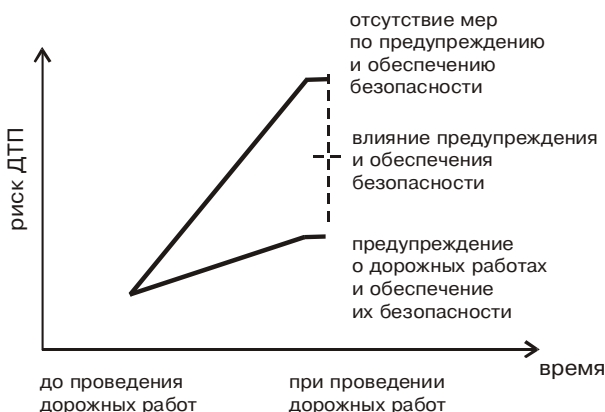 отсутствие мер
по предупреждению
и обеспечению
безопасности
риск ДТП
влияние предупреждения
и обеспечения
безопасности
предупреждение
о дорожных работах
и обеспечение
их безопасности
время
до проведения
дорожных работ
при проведении
дорожных работ